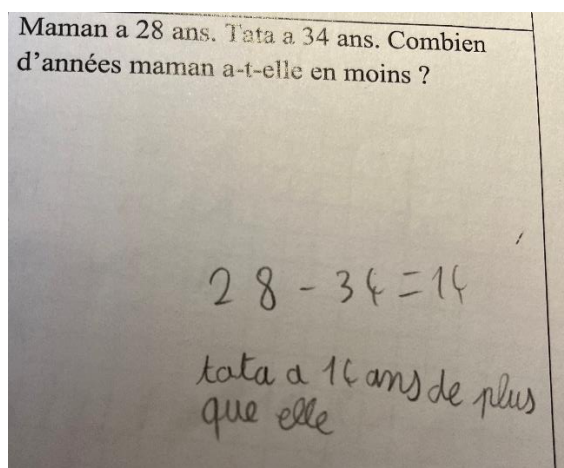 Maman a 28 ans. Tata a 34 ans. Combien
d'années maman a-t-elle en moins ?
28 - 34 = 14
tata a 14 ans de plus
que elle